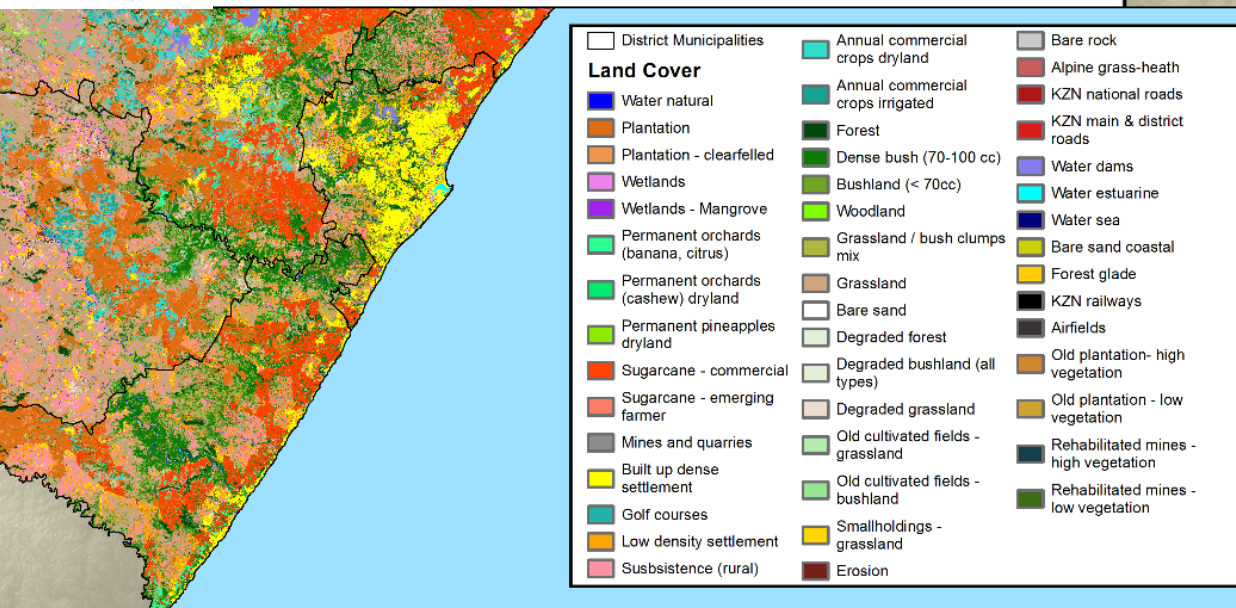 District Municipalities
Land Cover
Water natural
Plantation
Plantation - clearfelled
Wetlands
Wetlands - Mangrove
Permanent orchards
(banana, citrus)
Permanent orchards
(cashew) dryland
Permanent pineapples
dryland
Sugarcane - commercial
Sugarcane - emerging
farmer
Mines and quarries
Built up dense
settlement
Golf courses
Low density settlement
Susbsistence (rural)
Annual commercial
crops dryland
Annual commercial
crops irrigated
Forest
Dense bush (70-100 cc)
Bushland (< 70cc)
Woodland
Grassland / bush clumps
mix
Grassland
Bare sand
Degraded forest
Degraded bushland (all
types)
Degraded grassland
Old cultivated fields -
grassland
Old cultivated fields -
bushland
Smallholdings -
grassland
Erosion
Bare rock
Alpine grass-heath
KZN national roads
KZN main & district
roads
Water dams
Water estuarine
Water sea
Bare sand coastal
Forest glade
KZN railways
Airfields
Old plantation- high
vegetation
Old plantation - low
vegetation
Rehabilitated mines -
high vegetation
Rehabilitated mines -
low vegetation